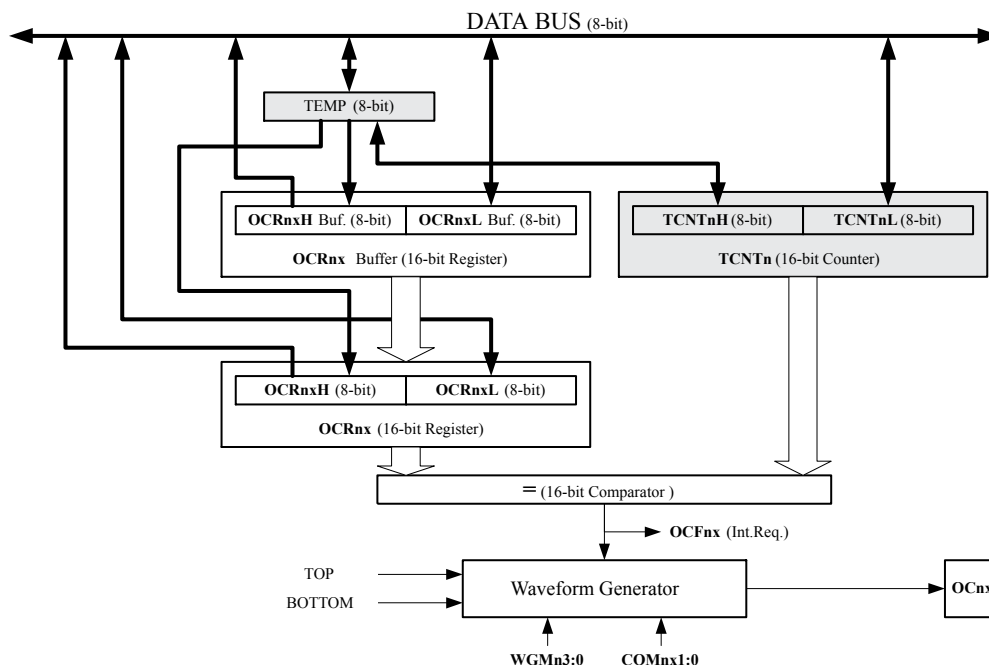 DATA BUS (8-bit)
TEMP (8-bit)
OCRnxH Buf. (8-bit) OCRnxL Buf. (8-bit)
OCRnx Buffer (16-bit Register)
TCNTnH (8-bit) TCNTnL (8-bit)
TCNTn (16-bit Counter)
OCRnxH (8-bit) OCRnxL (8-bit)
OCRnx (16-bit Register)
= (16-bit Comparator )
OCFnx (Int.Req.)
TOP
BOTTOM
Waveform Generator
OCnx
WGMn3:0 COMnx1:0